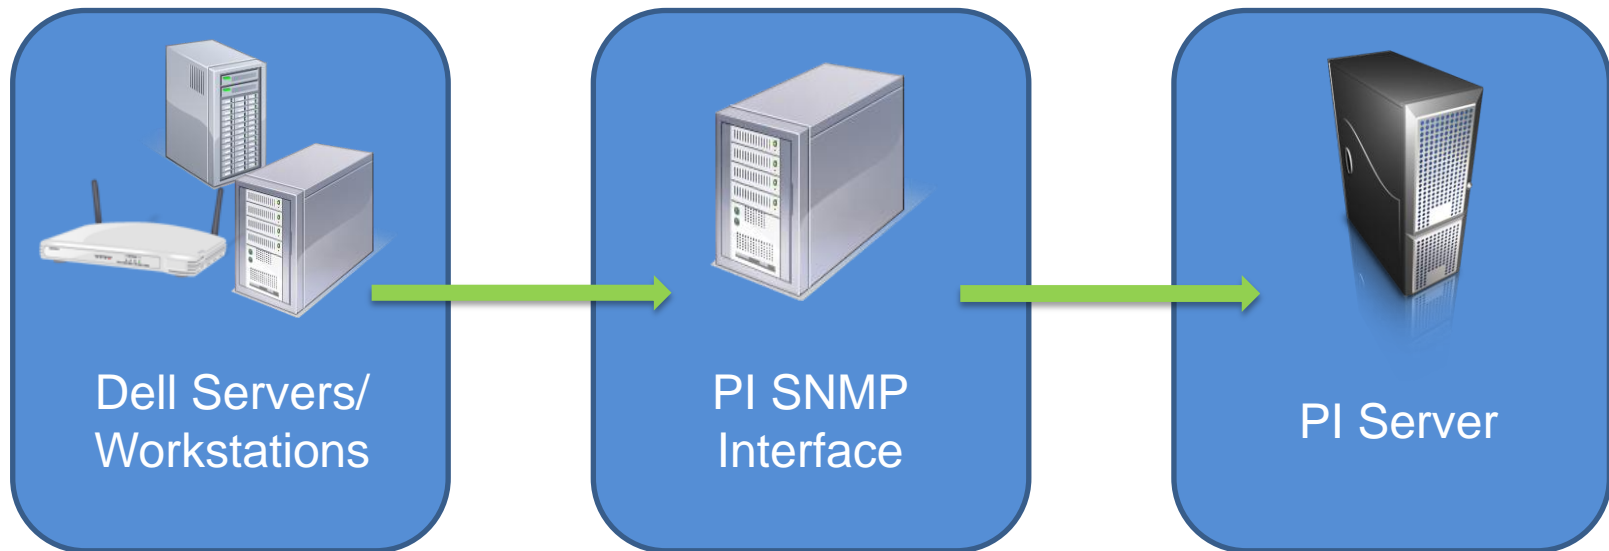 Dell Servers/
Workstations
PI SNMP
Interface
PI Server